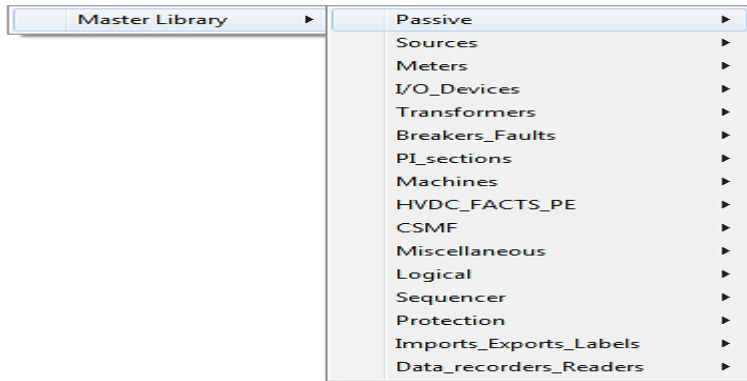 Master Library
Passive
Sources
Meters
I/O_Devices
Transformers
Breakers_Faults
PI_sections
Machines
HVDC_FACTS_PE
CSMF
Miscellaneous
Logical
Sequencer
Protection
Imports_Exports_Labels
Data_recorders_Readers